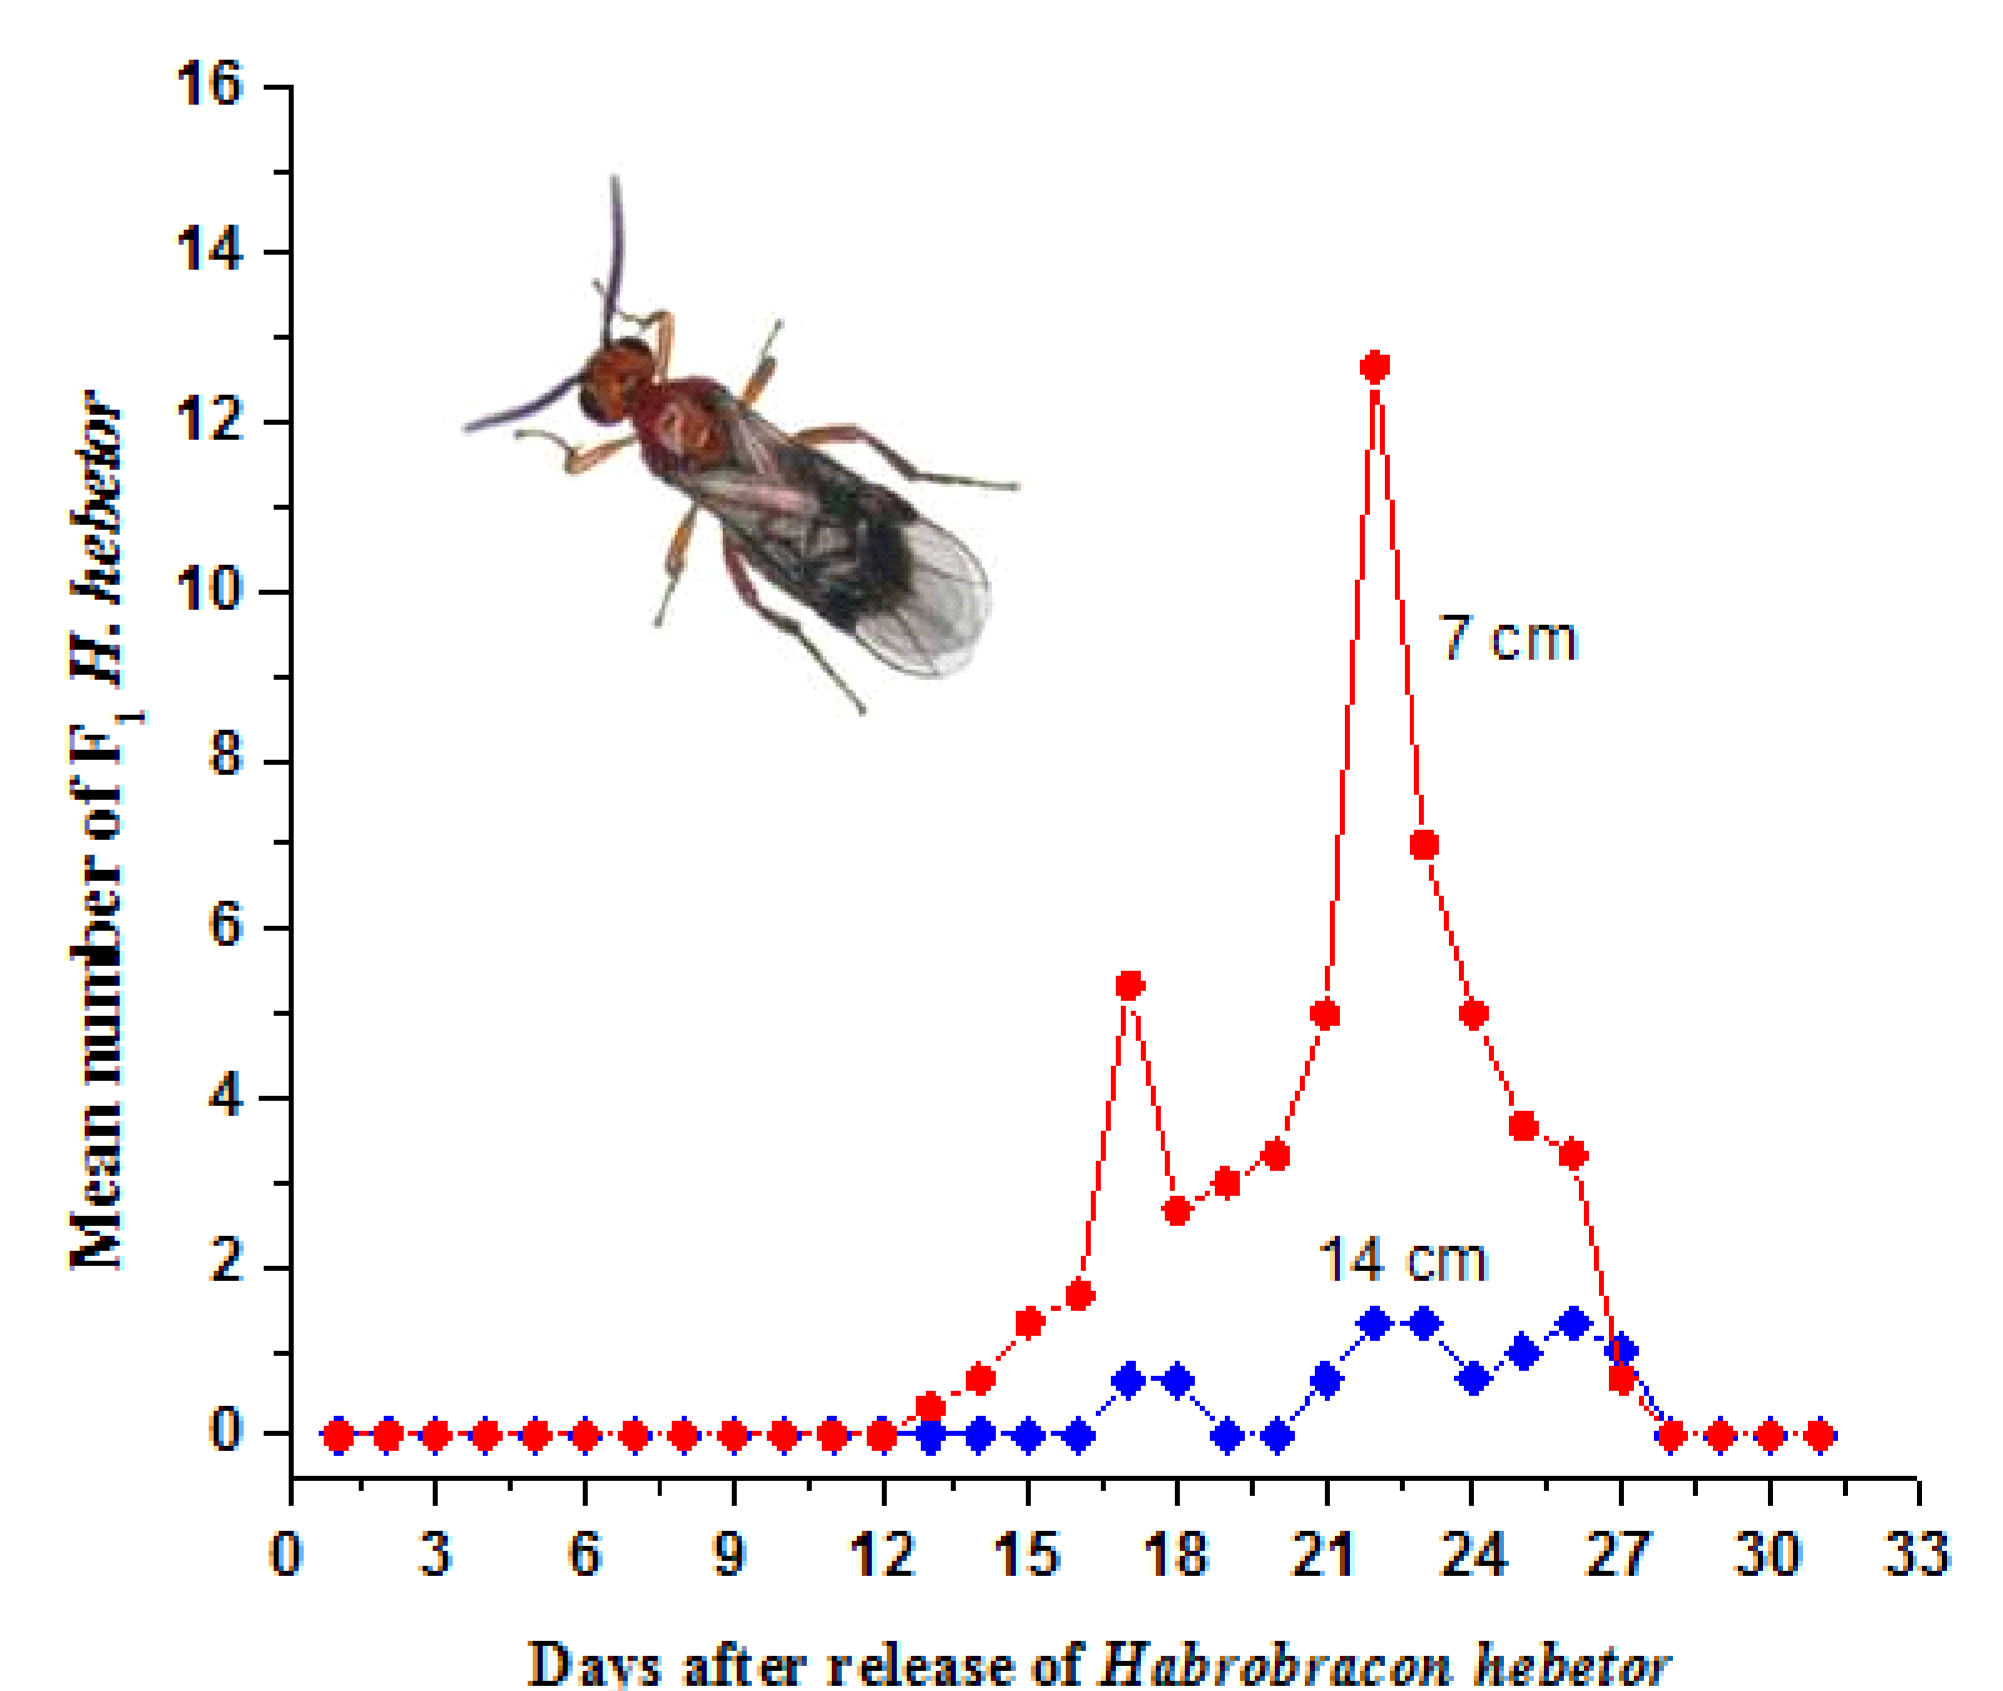 16
14
12
10
8
6
4
2
0
Mean number of F1 H. hebetor
7 cm
14 cm
0 3 6 9 12 15 18 21 24 27 30 33
Days after release of Habrobracon hebetor